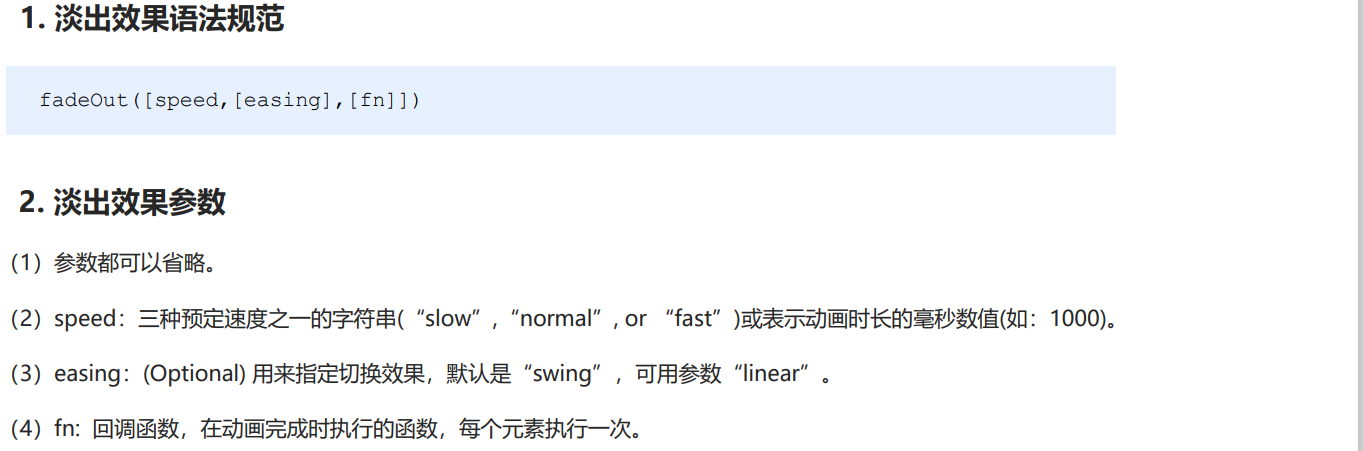 1. 淡出效果语法规范
fadeOut([speed,[easing],[fn]])
2. 淡出效果参数
（1）参数都可以省略。
（2）speed：三种预定速度之一的字符串(“slow”,“normal”, or “fast”)或表示动画时长的毫秒数值(如：1000)。
（3）easing：(Optional) 用来指定切换效果，默认是“swing”，可用参数“linear”。
（4）fn: 回调函数，在动画完成时执行的函数，每个元素执行一次。